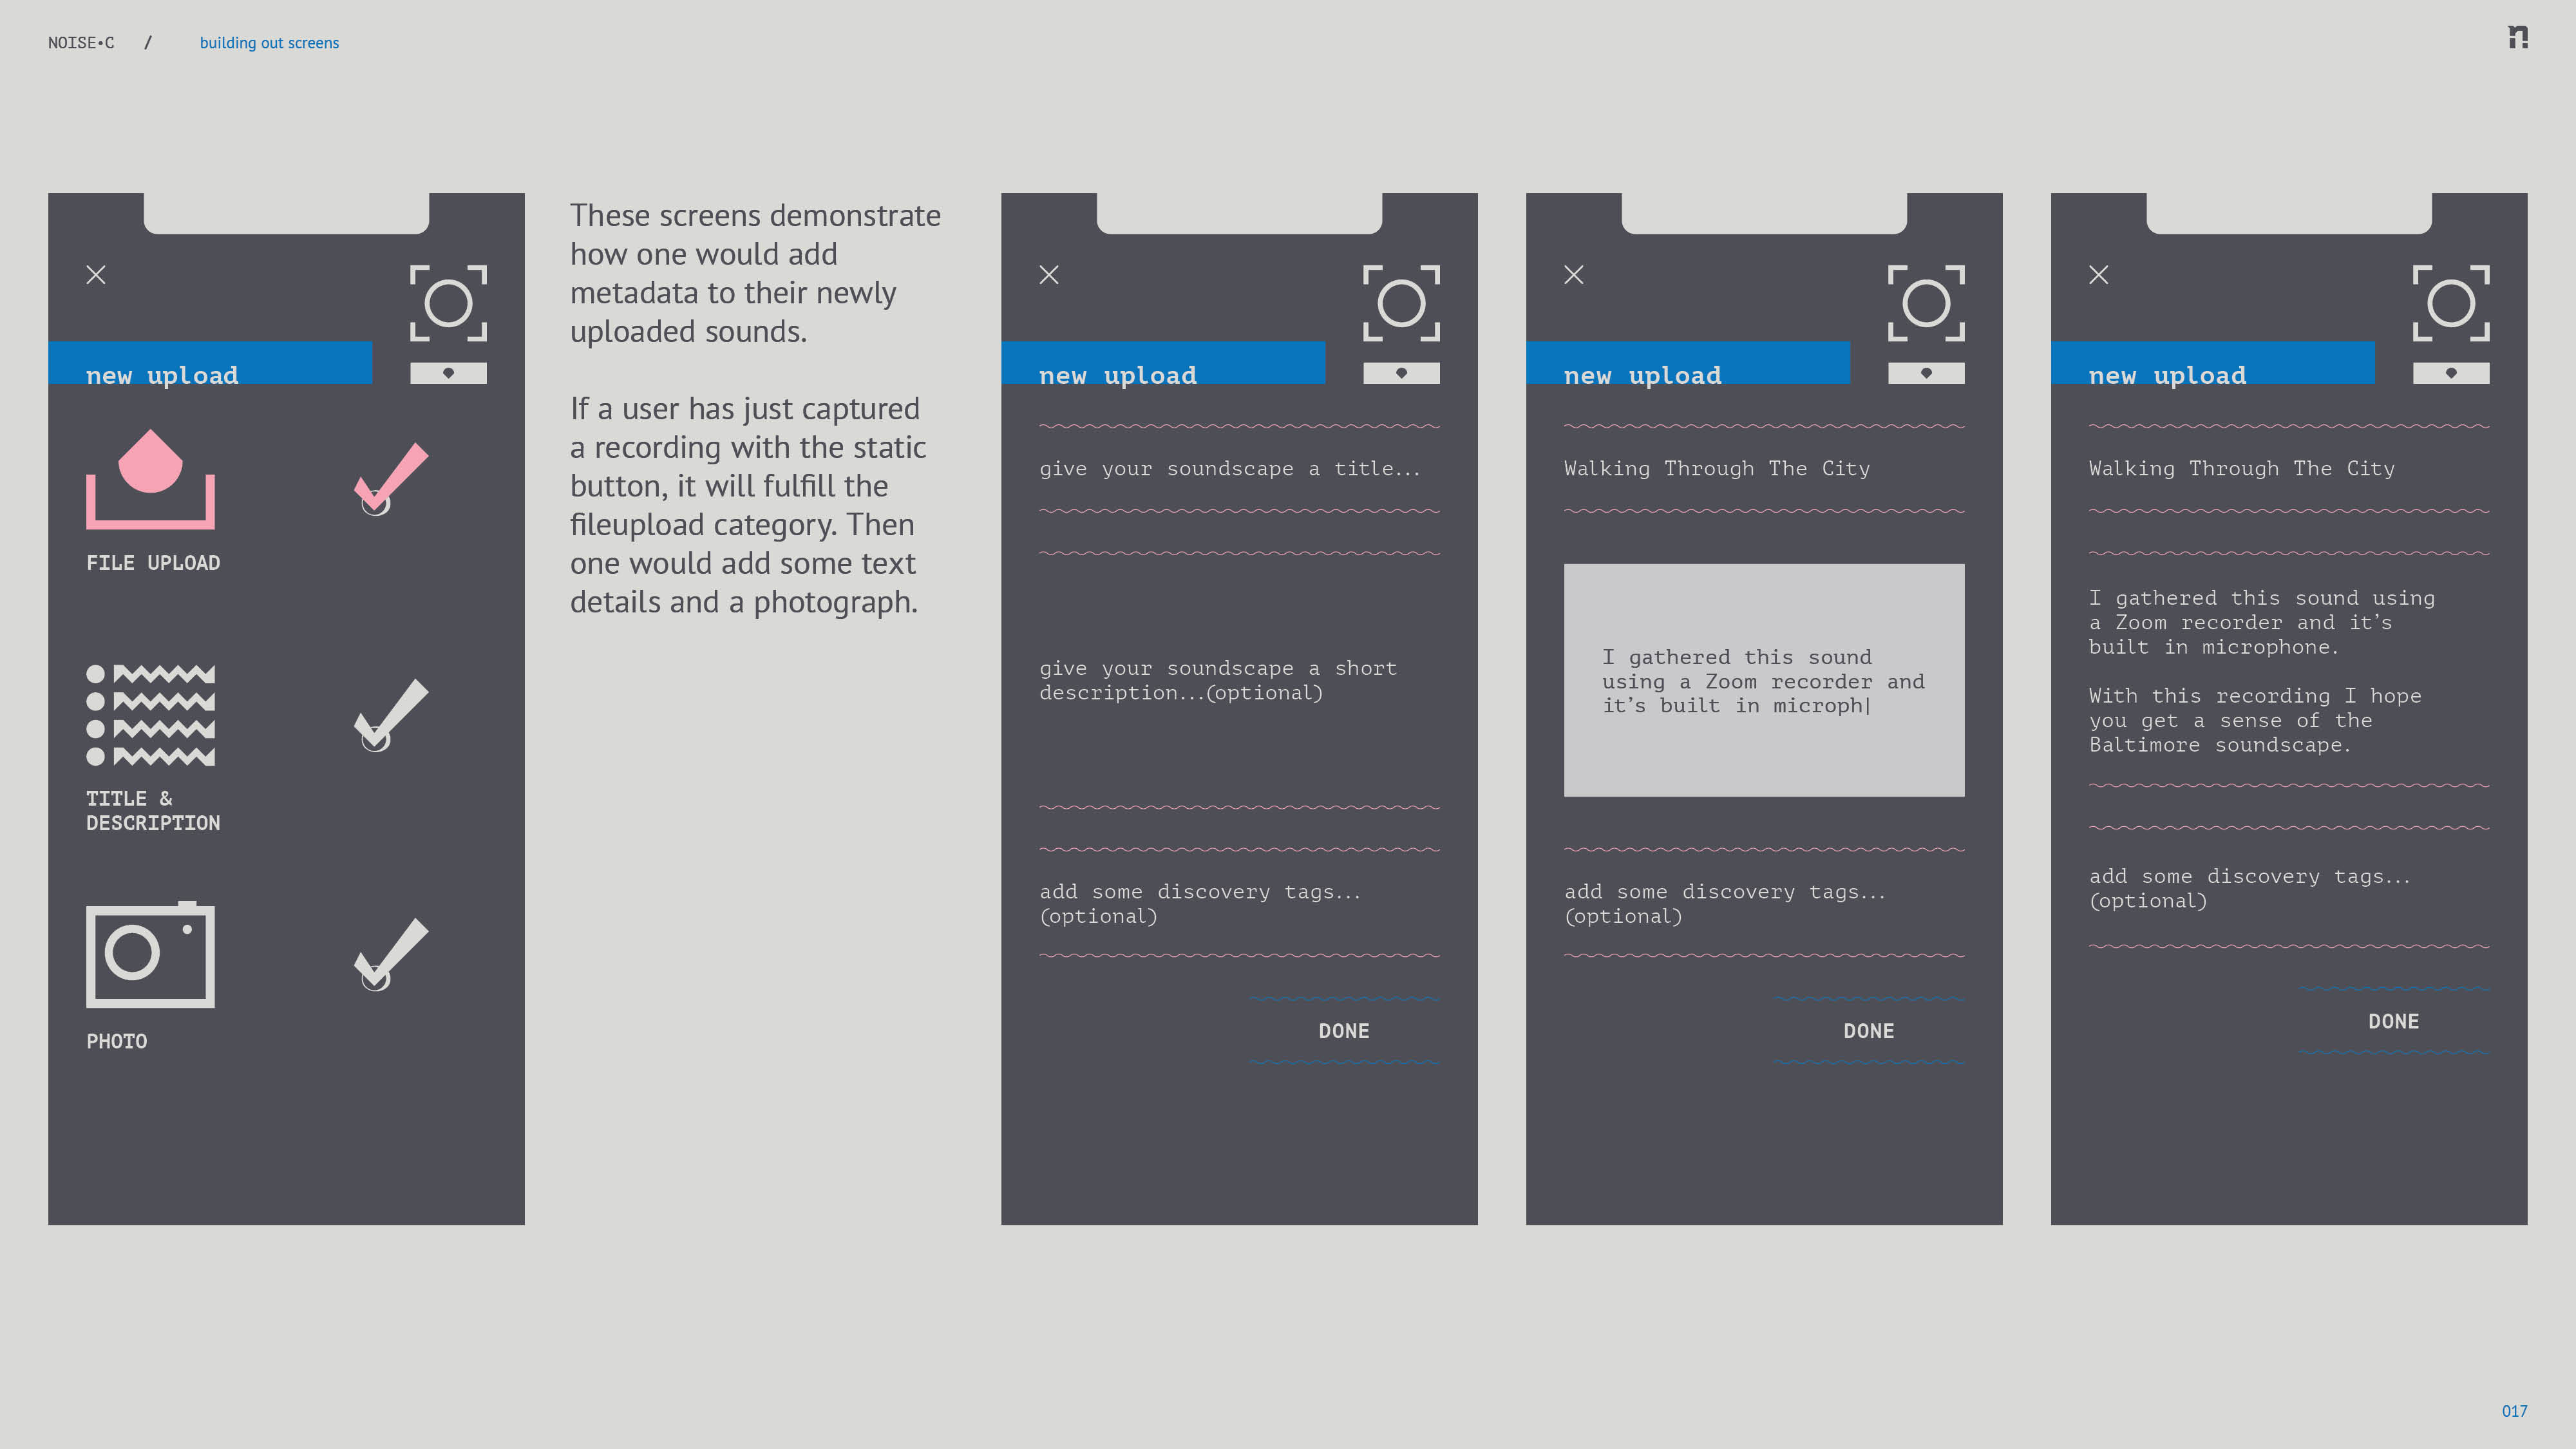 NOISE•C / building out screens
n!
new upload
FILE UPLOAD
TITLE &
DESCRIPTION
PHOTO
These screens demonstrate
how one would add
metadata to their newly
uploaded sounds.
If a user has just captured
a recording with the static
button, it will fulfill the
fileupload category. Then
one would add some text
details and a photograph.
new upload
give your soundscape a title...
give your soundscape a short
description...(optional)
add some discovery tags...
(optional)
DONE
new upload
Walking Through The City
I gathered this sound
using a Zoom recorder and
it’s built in microph|
add some discovery tags...
(optional)
DONE
new upload
Walking Through The City
I gathered this sound using
a Zoom recorder and it’s
built in microphone.
With this recording I hope
you get a sense of the
Baltimore soundscape.
add some discovery tags...
(optional)
DONE
017